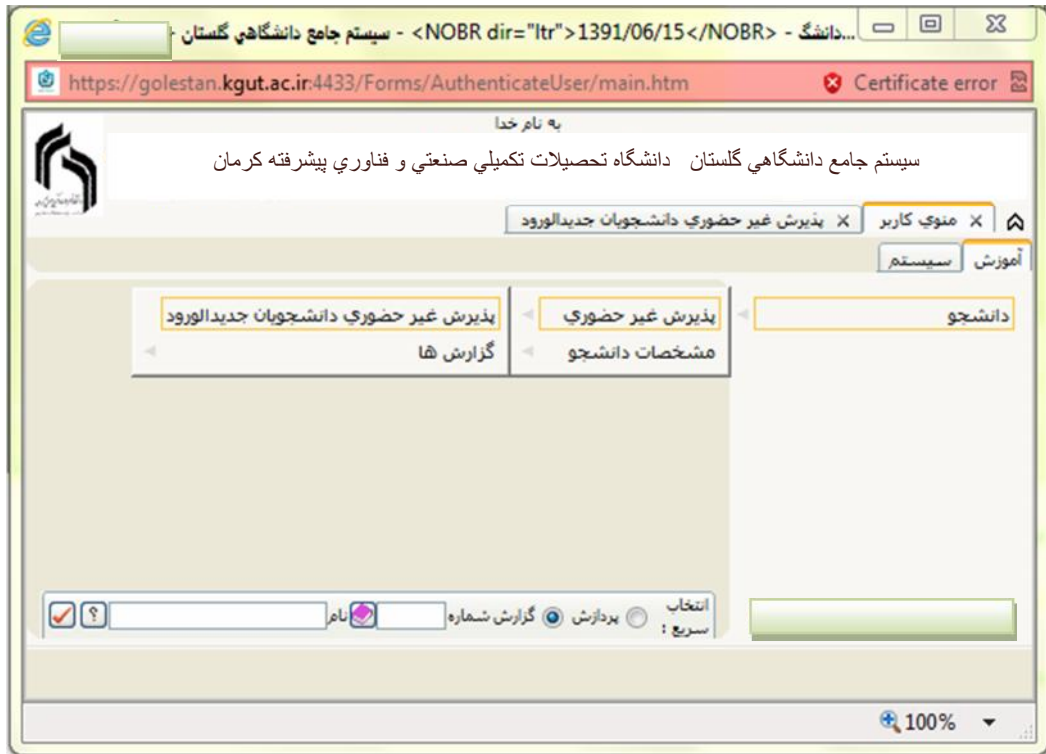 سيستم جامع دانشگاهي گلستان - <NOBR dir="ltr">1391/06/15</NOBR> - دانشگ...
https://golestan.kgut.ac.ir:4433/Forms/AuthenticateUser/main.htm Certificate error
به نام خدا
سيستم جامع دانشگاهي گلستان دانشگاه تحصيلات تكميلي صنعتي و فناوري پيشرفته كرمان
منوي كاربر X پذيرش غير حضوري دانشجويان جديدالورود X
آموزش سيستم
دانشجو پذيرش غير حضوري پذيرش غير حضوري دانشجويان جديدالورود
مشخصات دانشجو گزارش ها
انتخاب سريع : پردازش گزارش شماره نام ؟
100%